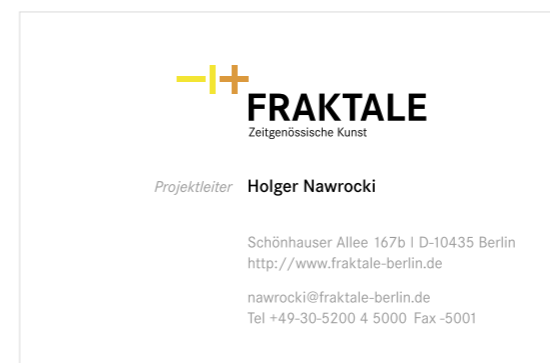 FRAKTALE
Zeitgenössische Kunst
Projektleiter Holger Nawrocki
Schönhauser Allee 167b | D-10435 Berlin
http://www.fraktale-berlin.de
nawrocki@fraktale-berlin.de
Tel +49-30-5200 4 5000 Fax -5001